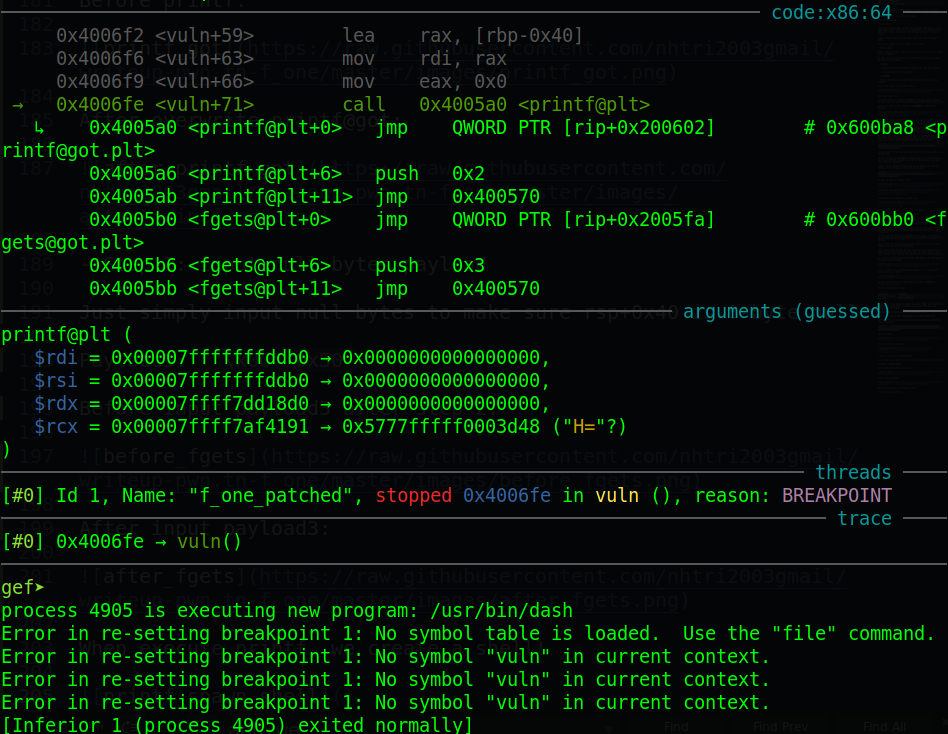 code:x86:64
0x4006f2 <vuln+59> lea rax, [rbp-0x40]
0x4006f6 <vuln+63> mov rdi, rax
0x4006f9 <vuln+66> mov eax, 0x0
→ 0x4006fe <vuln+71> call 0x4005a0 <printf@plt>
↳ 0x4005a0 <printf@plt+0> jmp QWORD PTR [rip+0x200602] # 0x600ba8 <p
rintf@got.plt>
0x4005a6 <printf@plt+6> push 0x2
0x4005ab <printf@plt+11> jmp 0x400570
0x4005b0 <fgets@plt+0> jmp QWORD PTR [rip+0x2005fa] # 0x600bb0 <f
gets@got.plt>
0x4005b6 <fgets@plt+6> push 0x3
0x4005bb <fgets@plt+11> jmp 0x400570
arguments (guessed)
printf@plt (
$rdi = 0x00007fffffffddb0 → 0x0000000000000000,
$rsi = 0x00007fffffffddb0 → 0x0000000000000000,
$rdx = 0x00007ffff7dd18d0 → 0x0000000000000000,
$rcx = 0x00007ffff7af4191 → 0x5777fffff0003d48 ("H="?)
)
threads
[#0] Id 1, Name: "f_one_patched", stopped 0x4006fe in vuln (), reason: BREAKPOINT
trace
[#0] 0x4006fe → vuln()
gef➤
process 4905 is executing new program: /usr/bin/dash
Error in re-setting breakpoint 1: No symbol table is loaded.  Use the "file" command.
Error in re-setting breakpoint 1: No symbol "vuln" in current context.
Error in re-setting breakpoint 1: No symbol "vuln" in current context.
Error in re-setting breakpoint 1: No symbol "vuln" in current context.
[Inferior 1 (process 4905) exited normally]